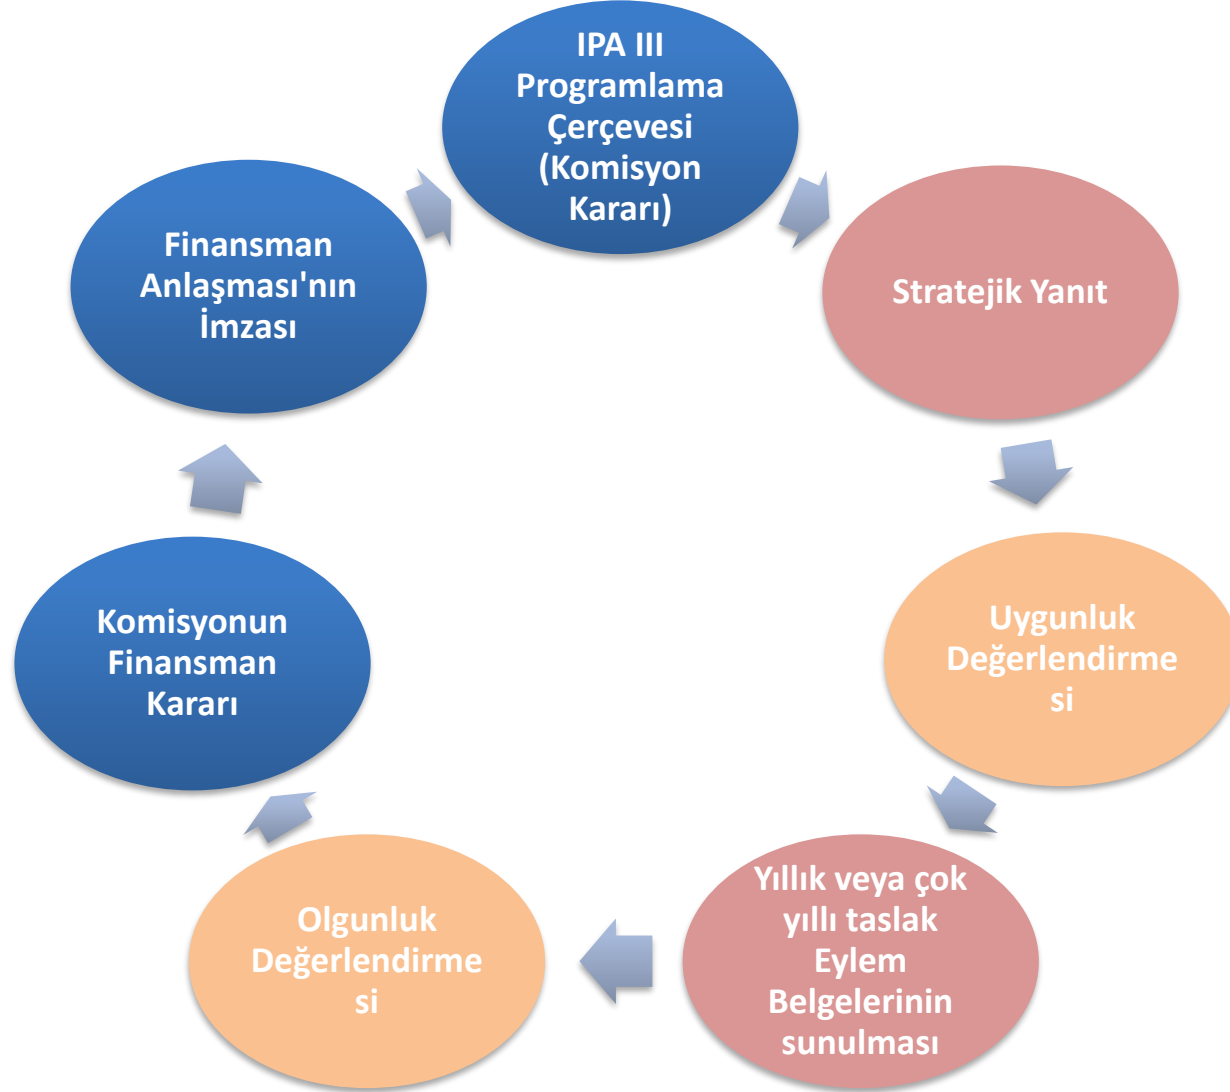 IPA III
Programlama
Çerçevesi
(Komisyon
Kararı)
Stratejik Yanıt
Uygunluk
Değerlendirme
si
Yıllık veya çok
yıllı taslak
Eylem
Belgelerinin
sunulması
Olgunluk
Değerlendirme
si
Komisyonun
Finansman
Kararı
Finansman
Anlaşması'nın
İmzası